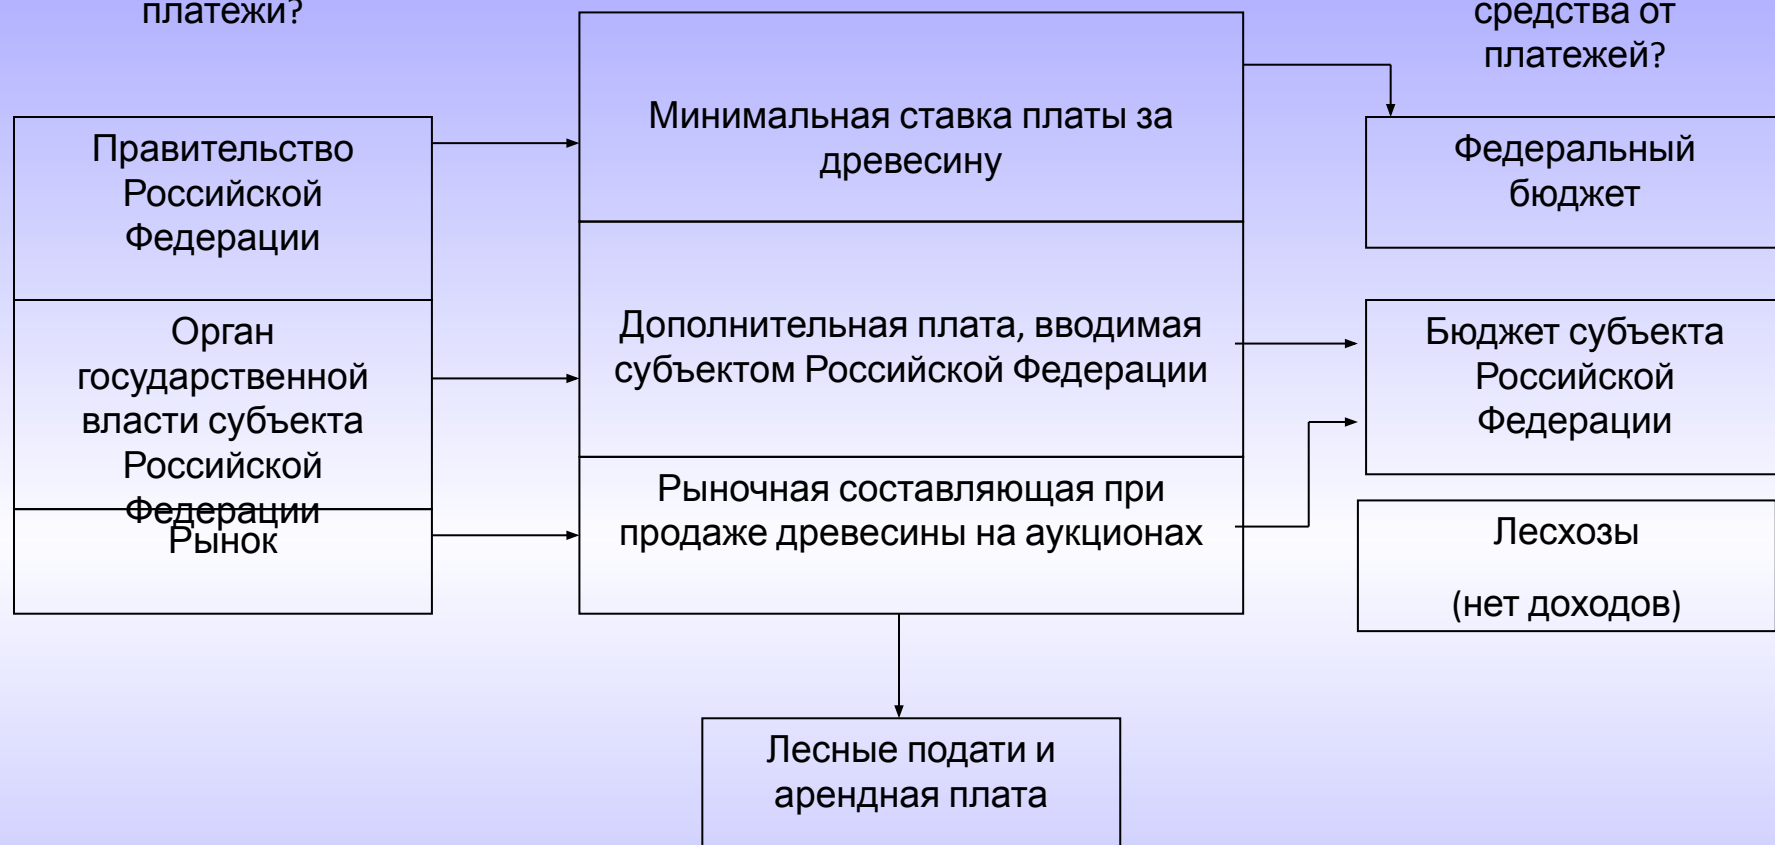 платежи?
средства от
платежей?
Правительство
Российской
Федерации
Минимальная ставка платы за
древесину
Федеральный
бюджет
Орган
государственной
власти субъекта
Российской
Федерации
Дополнительная плата, вводимая
субъектом Российской Федерации
Бюджет субъекта
Российской
Федерации
Рынок
Рыночная составляющая при
продаже древесины на аукционах
Лесхозы
(нет доходов)
Лесные подати и
арендная плата